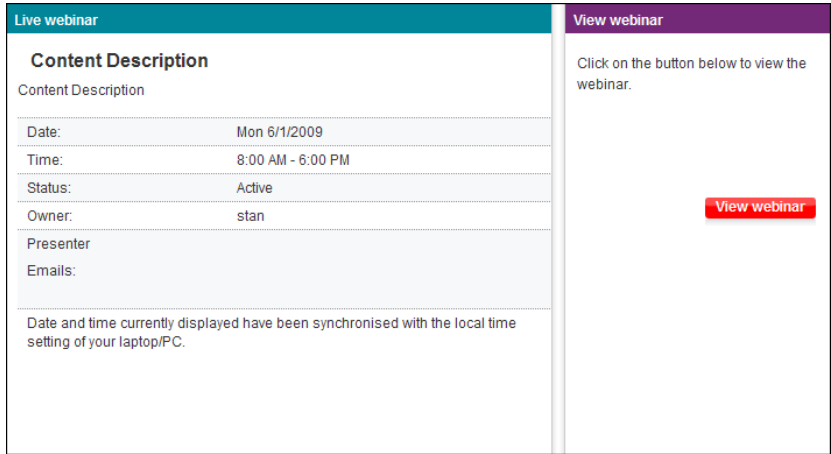 Live webinar
Content Description
Content Description
Date: Mon 6/1/2009
Time: 8:00 AM - 6:00 PM
Status: Active
Owner: stan
Presenter
Emails:
Date and time currently displayed have been synchronised with the local time
setting of your laptop/PC.
View webinar
Click on the button below to view the
webinar.
View webinar